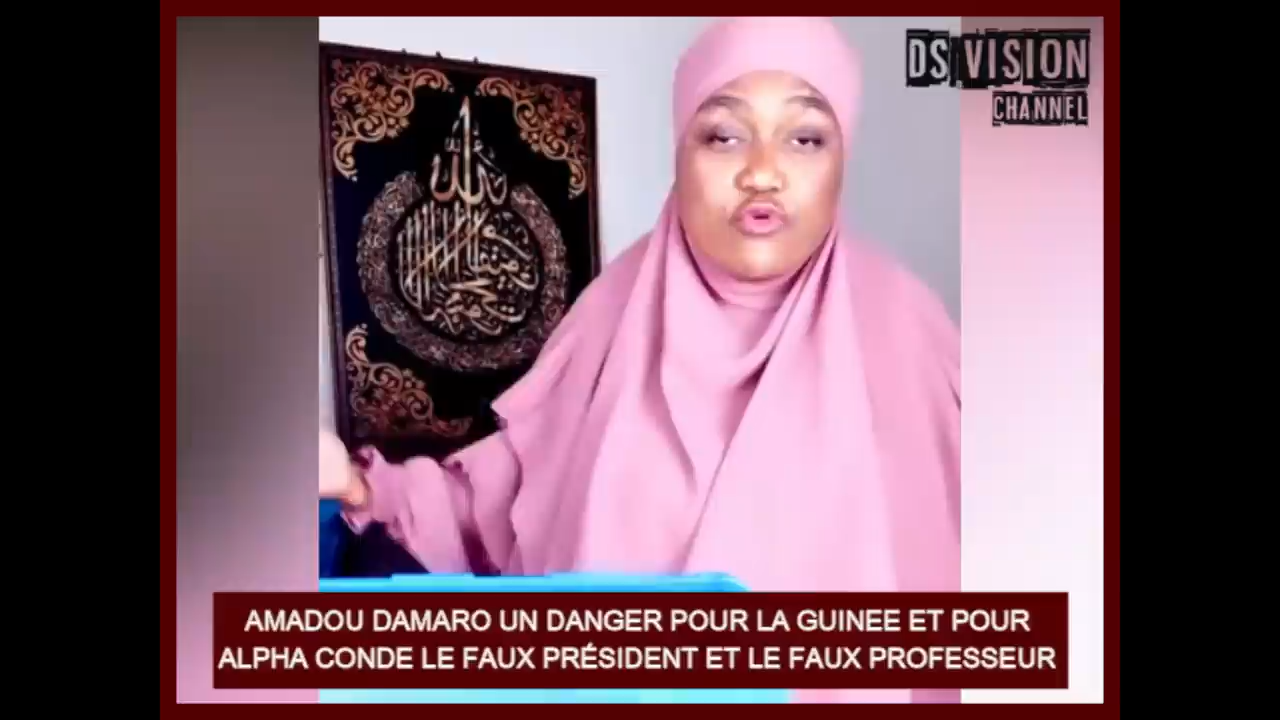 DS VISION
CHANNEL
الله
AMADOU DAMARO UN DANGER POUR LA GUINEE ET POUR
ALPHA CONDE LE FAUX PRÉSIDENT ET LE FAUX PROFESSEUR